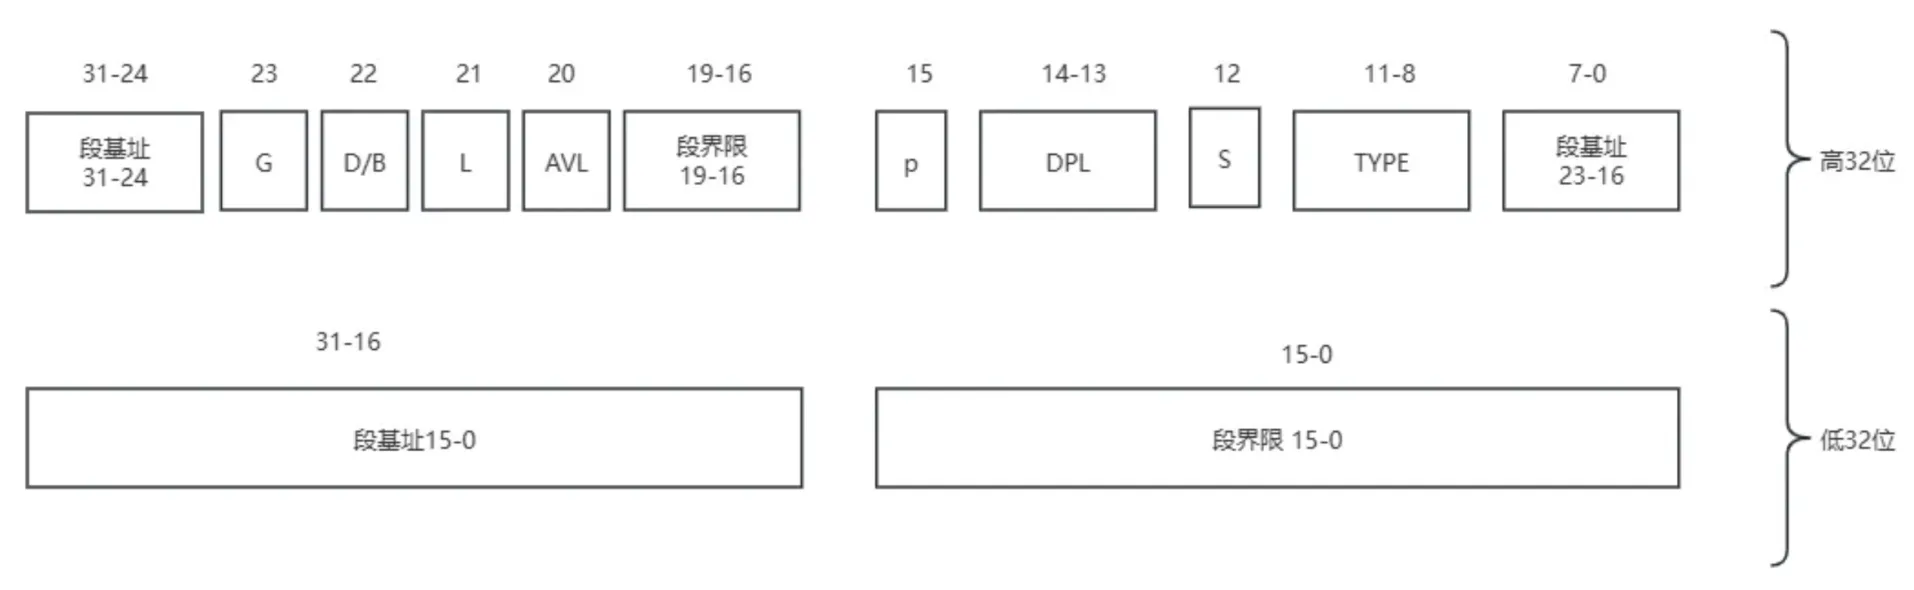 31-24 23 22 21 20 19-16 15 14-13 12 11-8 7-0
段基址
31-24
G
D/B
L
AVL
段界限
19-16
p
DPL
S
TYPE
段基址
23-16
高32位
31-16
15-0
段基址15-0
段界限 15-0
低32位